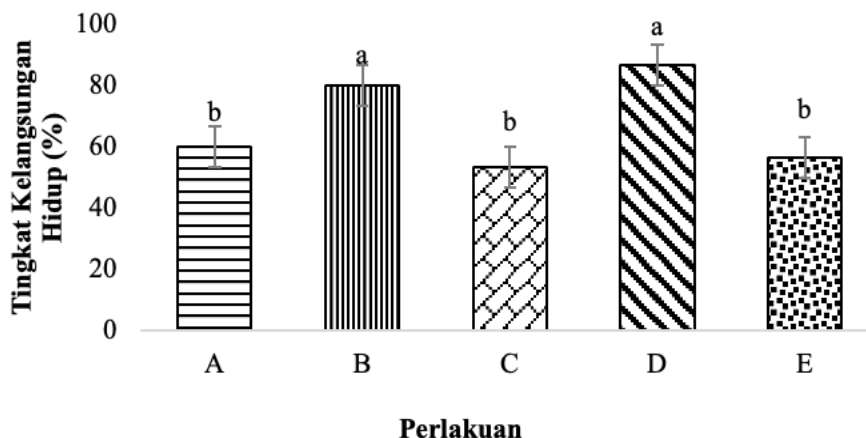 Tingkat Kelangsungan
Hidup (%)
100
80
60
40
20
0
b
a
b
a
b
A B C D E
Perlakuan